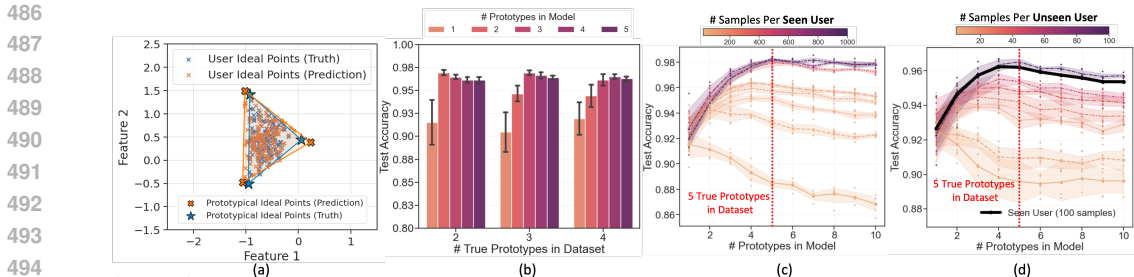 486
487
488
489
490
491
492
493
494
2.5
2.0
1.5
1.0
0.5
0.0
−0.5
−1.0
−1.5
Feature 2
User Ideal Points (Truth)
User Ideal Points (Prediction)
Prototypical Ideal Points (Prediction)
Prototypical Ideal Points (Truth)
−2 −1 0 1
Feature 1
(a)
# Prototypes in Model
1 2 3 4 5
1.00
0.98
0.95
0.93
0.90
0.88
0.85
0.83
0.80
Test Accuracy
2 3 4
# True Prototypes in Dataset
(b)
# Samples Per Seen User
200 400 600 800 1000
0.98
0.96
0.94
0.92
0.90
0.88
0.86
Test Accuracy
5 True Prototypes
in Dataset
2 4 6 8 10
# Prototypes in Model
(c)
# Samples Per Unseen User
200 400 600 800 1000
0.96
0.94
0.92
0.90
0.88
Test Accuracy
5 True Prototypes
in Dataset
Seen User (100 samples)
2 4 6 8 10
# Prototypes in Model
(d)